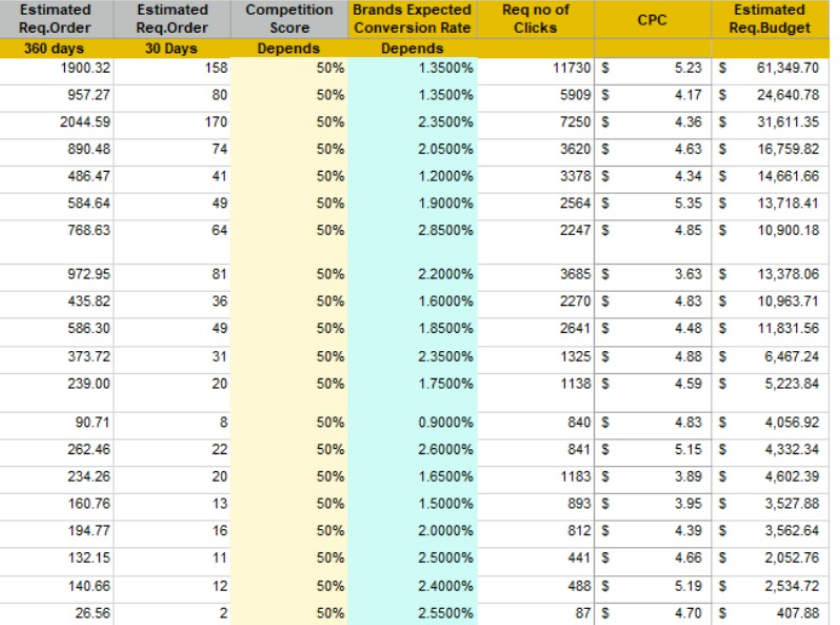 Estimated Req.Order Estimated Req.Order Competition Score Brands Expected Conversion Rate Req no of Clicks CPC Estimated Req.Budget
360 days 30 Days Depends Depends
1900.32 158 50% 1.3500% 11730 $ 5.23 $ 61,349.70
957.27 80 50% 1.3500% 5909 $ 4.17 $ 24,640.78
2044.59 170 50% 2.3500% 7250 $ 4.36 $ 31,611.35
890.48 74 50% 2.0500% 3620 $ 4.63 $ 16,759.82
486.47 41 50% 1.2000% 3378 $ 4.34 $ 14,661.66
584.64 49 50% 1.9000% 2564 $ 5.35 $ 13,718.41
768.63 64 50% 2.8500% 2247 $ 4.85 $ 10,900.18
972.95 81 50% 2.2000% 3685 $ 3.63 $ 13,378.06
435.82 36 50% 1.6000% 2270 $ 4.83 $ 10,963.71
586.30 49 50% 1.8500% 2641 $ 4.48 $ 11,831.56
373.72 31 50% 2.3500% 1325 $ 4.88 $ 6,467.24
239.00 20 50% 1.7500% 1138 $ 4.59 $ 5,223.84
90.71 8 50% 0.9000% 840 $ 4.83 $ 4,056.92
262.46 22 50% 2.6000% 841 $ 5.15 $ 4,332.34
234.26 20 50% 1.6500% 1183 $ 3.89 $ 4,602.39
160.76 13 50% 1.5000% 893 $ 3.95 $ 3,527.88
194.77 16 50% 2.0000% 812 $ 4.39 $ 3,562.64
132.15 11 50% 2.5000% 441 $ 4.66 $ 2,052.76
140.66 12 50% 2.4000% 488 $ 5.19 $ 2,534.72
26.56 2 50% 2.5500% 87 $ 4.70 $ 407.88